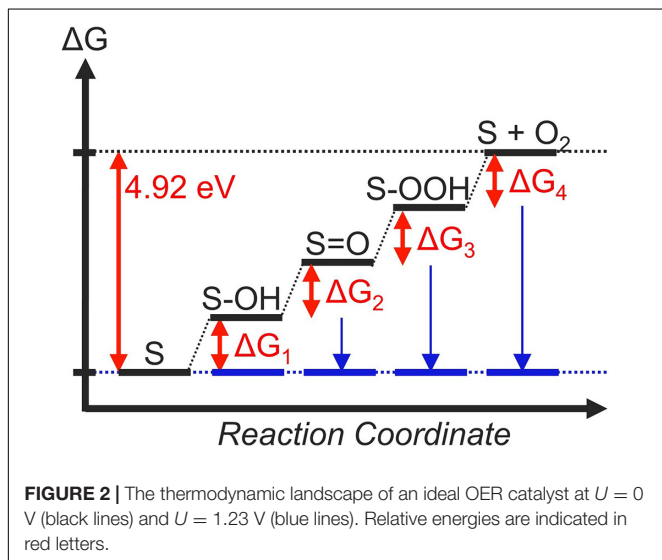 ΔG
S + O₂
4.92 eV
S-OOH
ΔG₄
S=O
ΔG₃
S-OH
ΔG₂
S
ΔG₁
Reaction Coordinate
FIGURE 2 | The thermodynamic landscape of an ideal OER catalyst at U = 0
V (black lines) and U = 1.23 V (blue lines). Relative energies are indicated in
red letters.